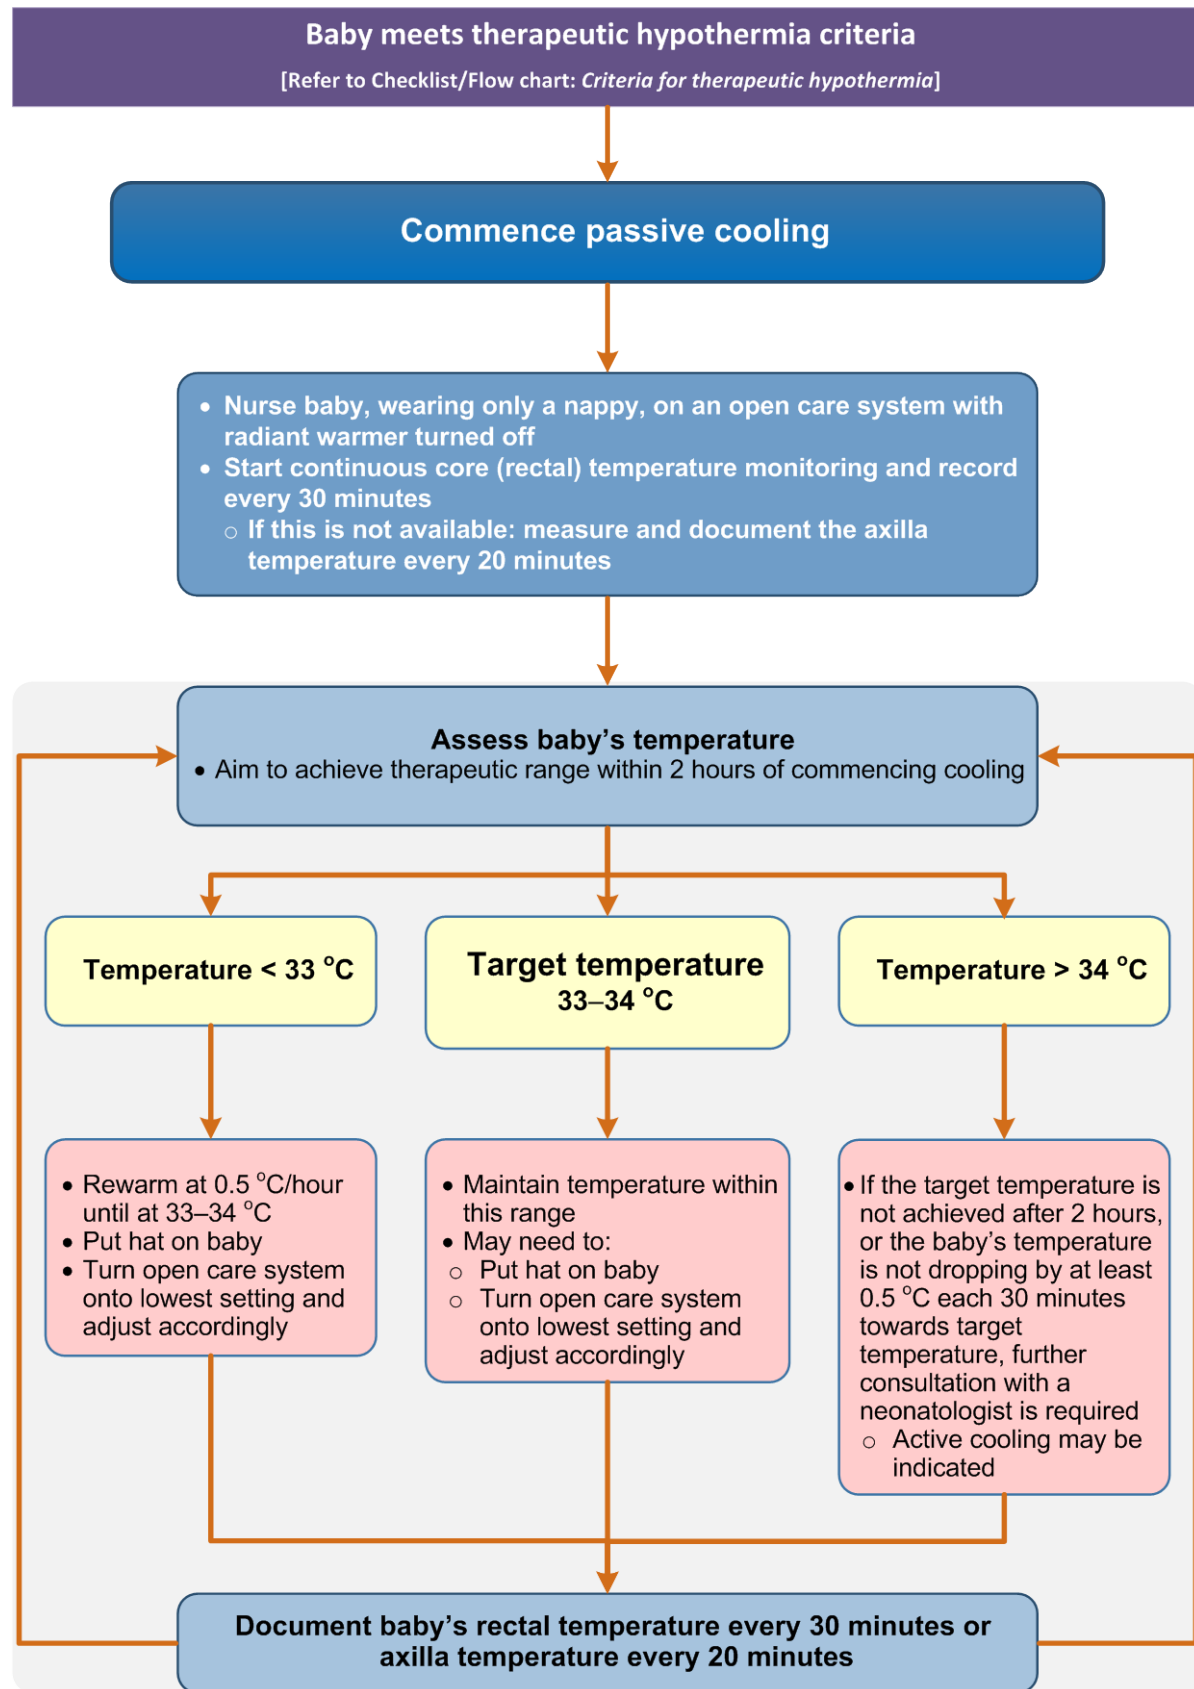 Baby meets therapeutic hypothermia criteria
[Refer to Checklist/Flow chart: Criteria for therapeutic hypothermia]
Commence passive cooling
• Nurse baby, wearing only a nappy, on an open care system with
radiant warmer turned off
• Start continuous core (rectal) temperature monitoring and record
every 30 minutes
○ If this is not available: measure and document the axilla
temperature every 20 minutes
Assess baby’s temperature
• Aim to achieve therapeutic range within 2 hours of commencing cooling
Temperature < 33 °C
Target temperature
33–34 °C
Temperature > 34 °C
• Rewarm at 0.5 °C/hour
until at 33–34 °C
• Put hat on baby
• Turn open care system
onto lowest setting and
adjust accordingly
• Maintain temperature within
this range
• May need to:
○ Put hat on baby
○ Turn open care system
onto lowest setting and
adjust accordingly
• If the target temperature is
not achieved after 2 hours,
or the baby’s temperature
is not dropping by at least
0.5 °C each 30 minutes
towards target
temperature, further
consultation with a
neonatologist is required
○ Active cooling may be
indicated
Document baby’s rectal temperature every 30 minutes or
axilla temperature every 20 minutes